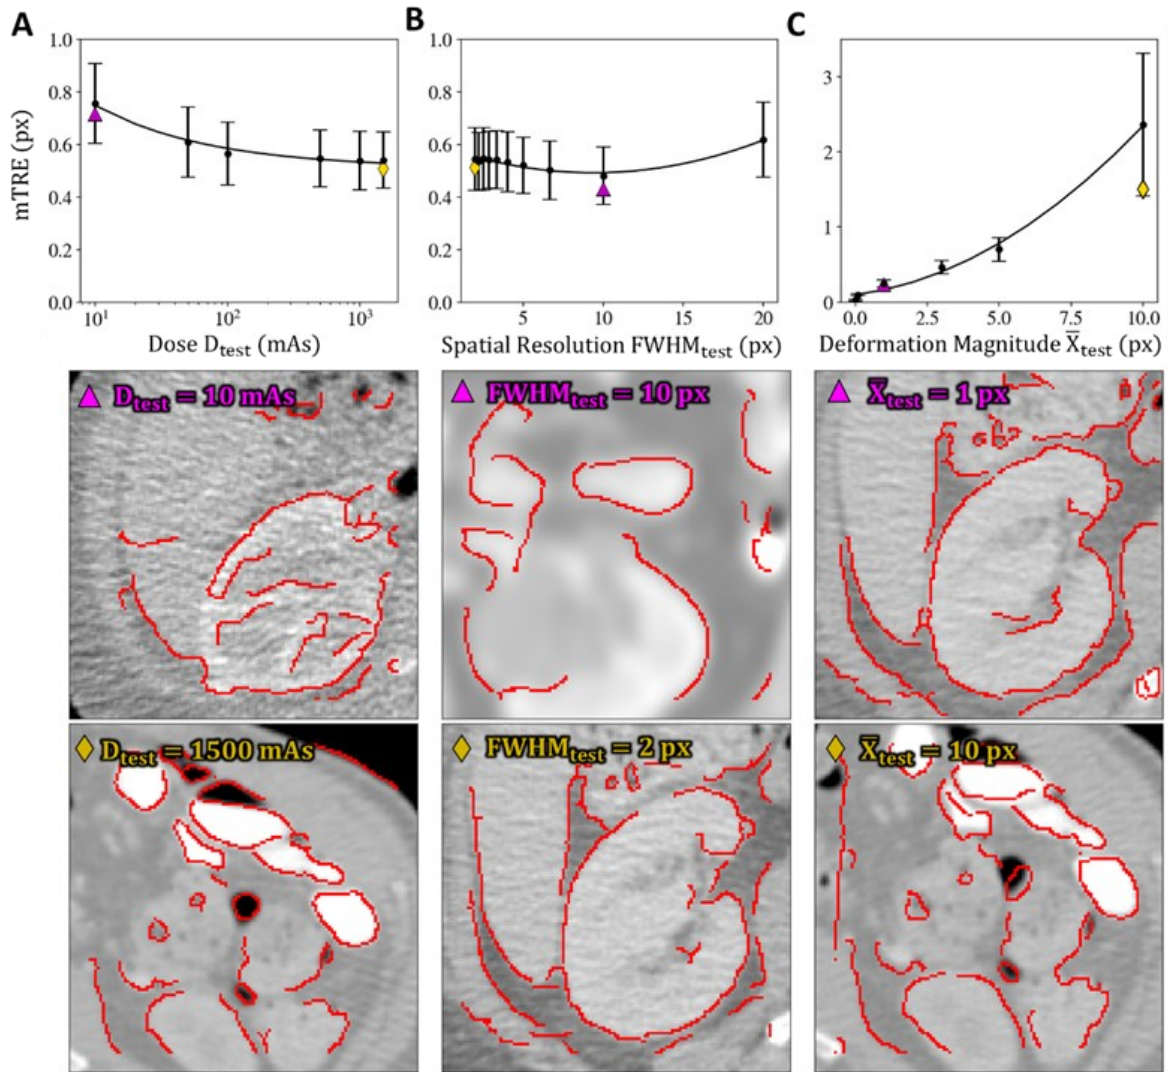 A
B
C
mTRE (px)
1.0
0.8
0.6
0.4
0.2
0.0
10¹
10²
10³
Dose D_test (mAs)
1.0
0.8
0.6
0.4
0.2
0.0
5
10
15
20
Spatial Resolution FWHM_test (px)
3
2
1
0
0.0
2.5
5.0
7.5
10.0
Deformation Magnitude X̄_test (px)
D_test = 10 mAs
FWHM_test = 10 px
X̄_test = 1 px
D_test = 1500 mAs
FWHM_test = 2 px
X̄_test = 10 px